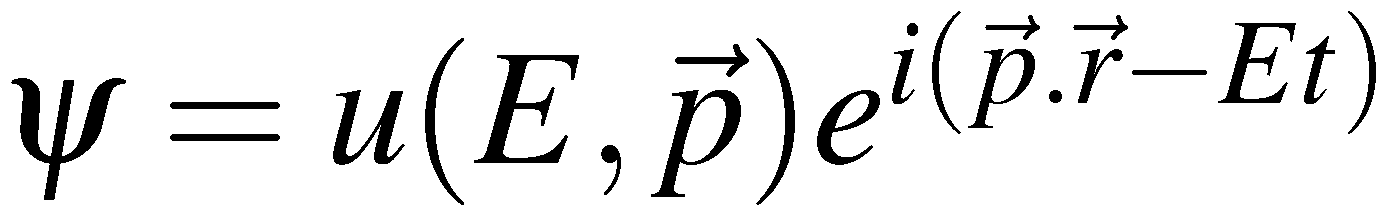 ψ = u(E, p⃗)e^{i(p⃗.r⃗−Et)}